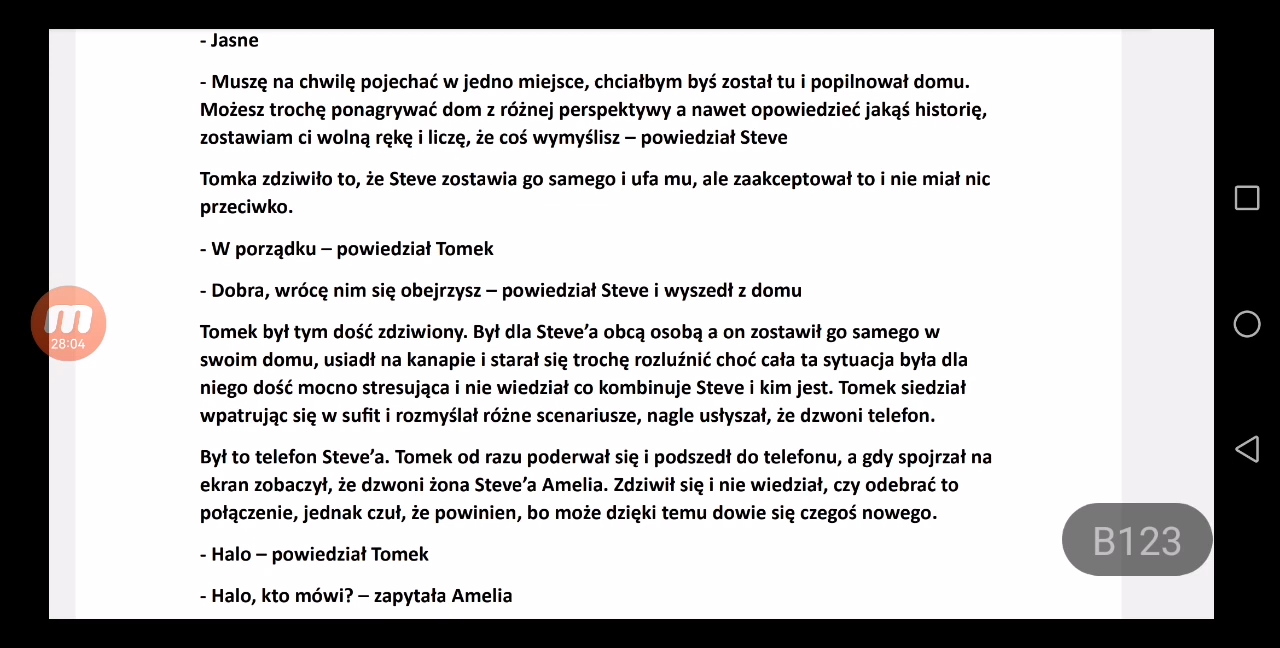 - Jasne
- Muszę na chwilę pojechać w jedno miejsce, chciałbym byś został tu i popilnował domu.
Możesz trochę ponagrywać dom z różnej perspektywy a nawet opowiedzieć jakąś historię,
zostawiam ci wolną rękę i liczę, że coś wymyślisz – powiedział Steve
Tomka zdziwiło to, że Steve zostawia go samego i ufa mu, ale zaakceptował to i nie miał nic
przeciwko.
- W porządku – powiedział Tomek
- Dobra, wrócę nim się obejrzysz – powiedział Steve i wyszedł z domu
Tomek był tym dość zdziwiony. Był dla Steve’a obcą osobą a on zostawił go samego w
swoim domu, usiadł na kanapie i starał się trochę rozluźnić choć cała ta sytuacja była dla
niego dość mocno stresująca i nie wiedział co kombinuje Steve i kim jest. Tomek siedział
wpatrując się w sufit i rozmyślał różne scenariusze, nagle usłyszał, że dzwoni telefon.
Był to telefon Steve’a. Tomek od razu poderwał się i podszedł do telefonu, a gdy spojrzał na
ekran zobaczył, że dzwoni żona Steve’a Amelia. Zdziwił się i nie wiedział, czy odebrać to
połączenie, jednak czuł, że powinien, bo może dzięki temu dowie się czegoś nowego.
- Halo – powiedział Tomek
- Halo, kto mówi? – zapytała Amelia
m
28:04
B123